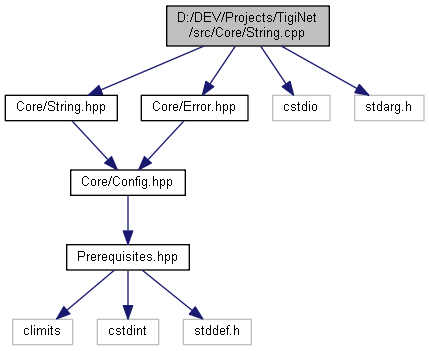 D:/DEV/Projects/TigiNet
/src/Core/String.cpp
Core/String.hpp
Core/Error.hpp
cstdio
stdarg.h
Core/Config.hpp
Prerequisites.hpp
climits
cstdint
stddef.h